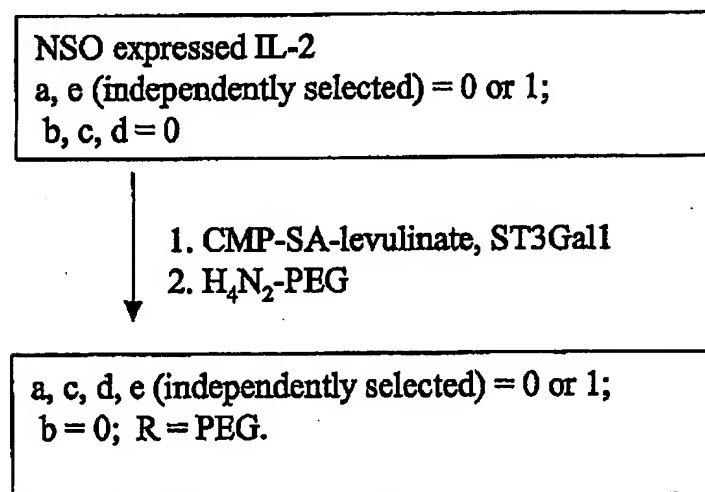 NSO expressed IL-2
a, e (independently selected) = 0 or 1;
b, c, d = 0
1. CMP-SA-levulinate, ST3Gal1
2. H₄N₂-PEG
a, c, d, e (independently selected) = 0 or 1;
b = 0; R = PEG.